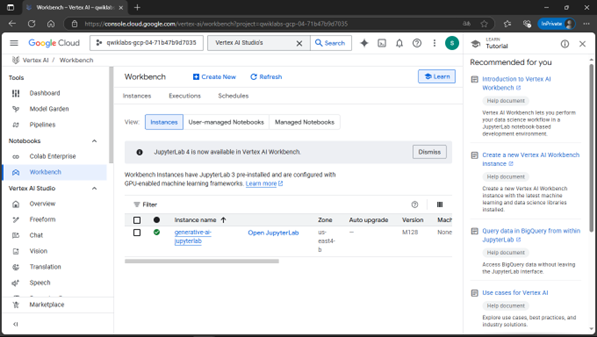 Workbench – Vertex AI – qwiklab
https://console.cloud.google.com/vertex-ai/workbench?project=qwiklabs-gcp-04-71b47b9d7035
InPrivate
Google Cloud
qwiklabs-gcp-04-71b47b9d7035
Vertex AI Studio's
Search
S
LEARN
Tutorial
Vertex AI / Workbench
Tools
Dashboard
Model Garden
Pipelines
Notebooks
Colab Enterprise
Workbench
Vertex AI Studio
Overview
Freeform
Chat
Vision
Translation
Speech
Marketplace
Workbench
Create New
Refresh
Learn
Instances
Executions
Schedules
View:
Instances
User-managed Notebooks
Managed Notebooks
JupyterLab 4 is now available in Vertex AI Workbench.
Dismiss
Workbench Instances have JupyterLab 3 pre-installed and are configured with
GPU-enabled machine learning frameworks. Learn more
Filter
Instance name
Zone
Auto upgrade
Version
Mach
generative-ai-
jupyterlab
Open JupyterLab
us-
east4-
b
—
M128
None
Recommended for you
Introduction to Vertex AI
Workbench
Help document
Vertex AI Workbench lets you perform
your data science workflow in a
JupyterLab notebook-based
development environment.
Create a new Vertex AI Workbench
instance
Help document
Create a new Vertex AI Workbench
instance with the latest machine
learning and data science libraries
installed.
Query data in BigQuery from within
JupyterLab
Help document
Access BigQuery data without leaving
the JupyterLab interface.
Use cases for Vertex AI
Help document
Explore use cases, best practices, and
industry solutions.